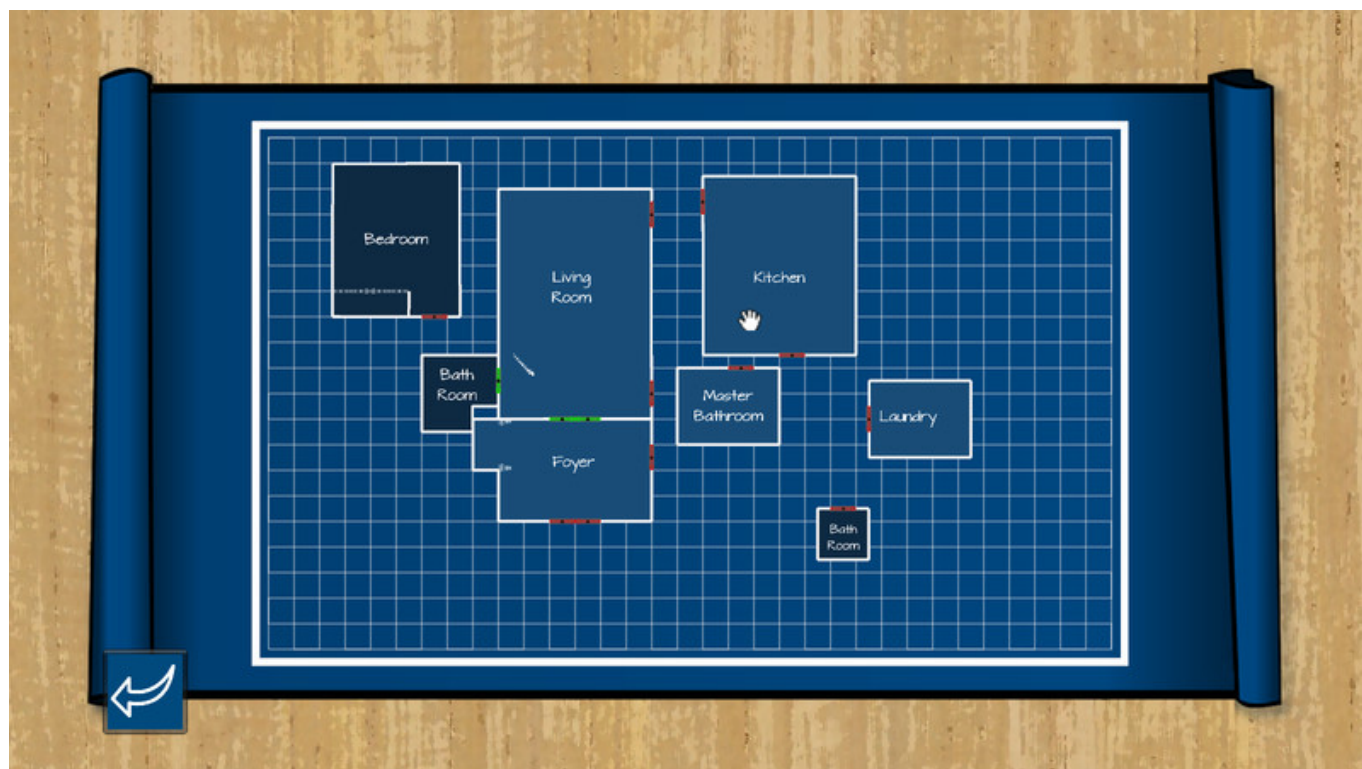 Bedroom
Living
Room
Kitchen
Bath
Room
Master
Bathroom
Laundry
Foyer
Bath
Room